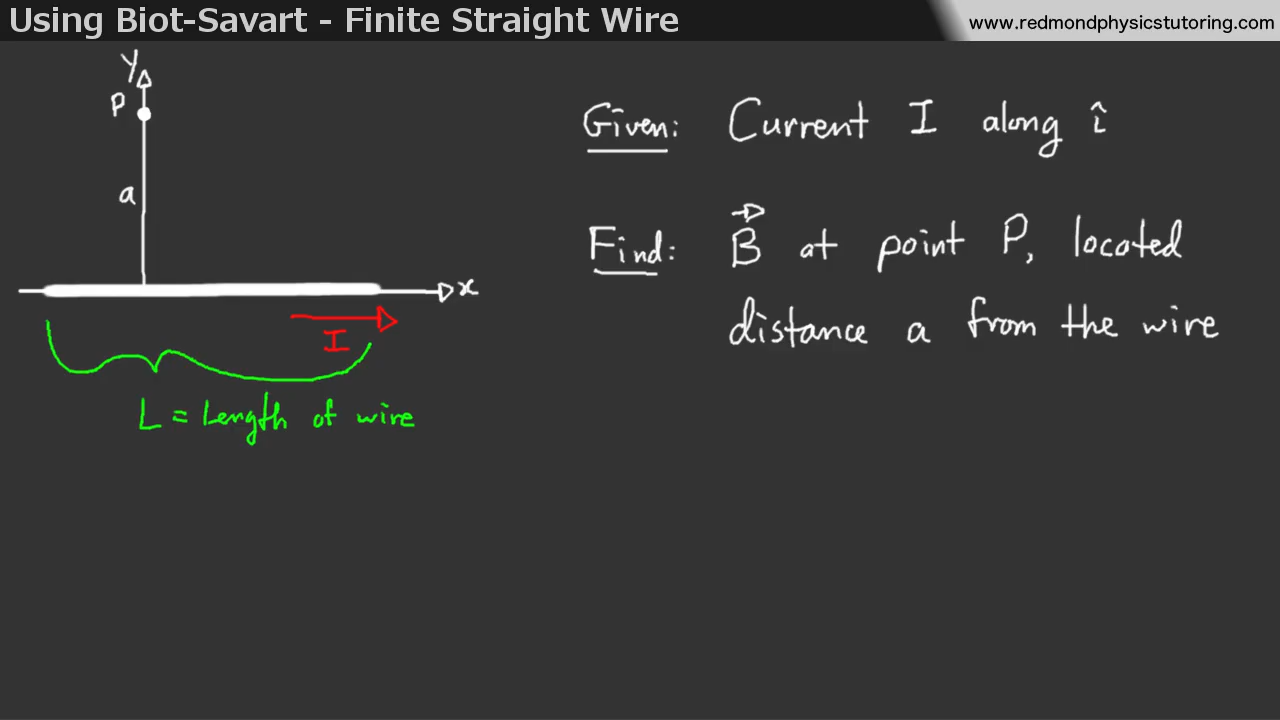 Using Biot-Savart - Finite Straight Wire
www.redmondphysicstutoring.com
y
P
a
x
I
L = Length of wire
Given: Current I along î
Find: B⃗ at point P, located
distance a from the wire